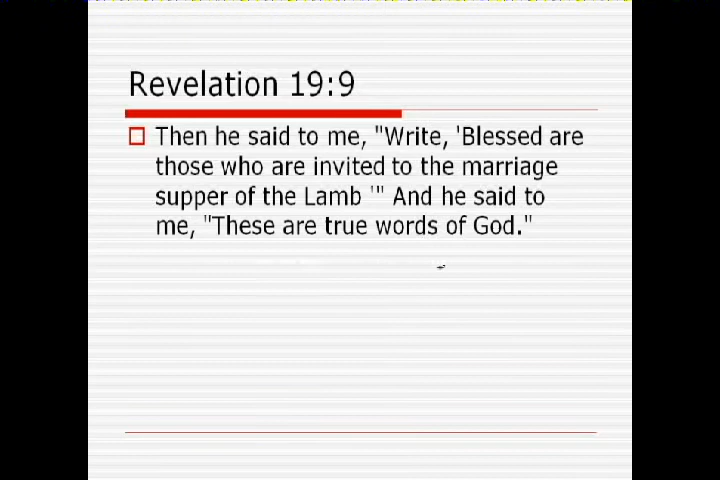 Revelation 19:9
Then he said to me, "Write, 'Blessed are
those who are invited to the marriage
supper of the Lamb '" And he said to
me, "These are true words of God."